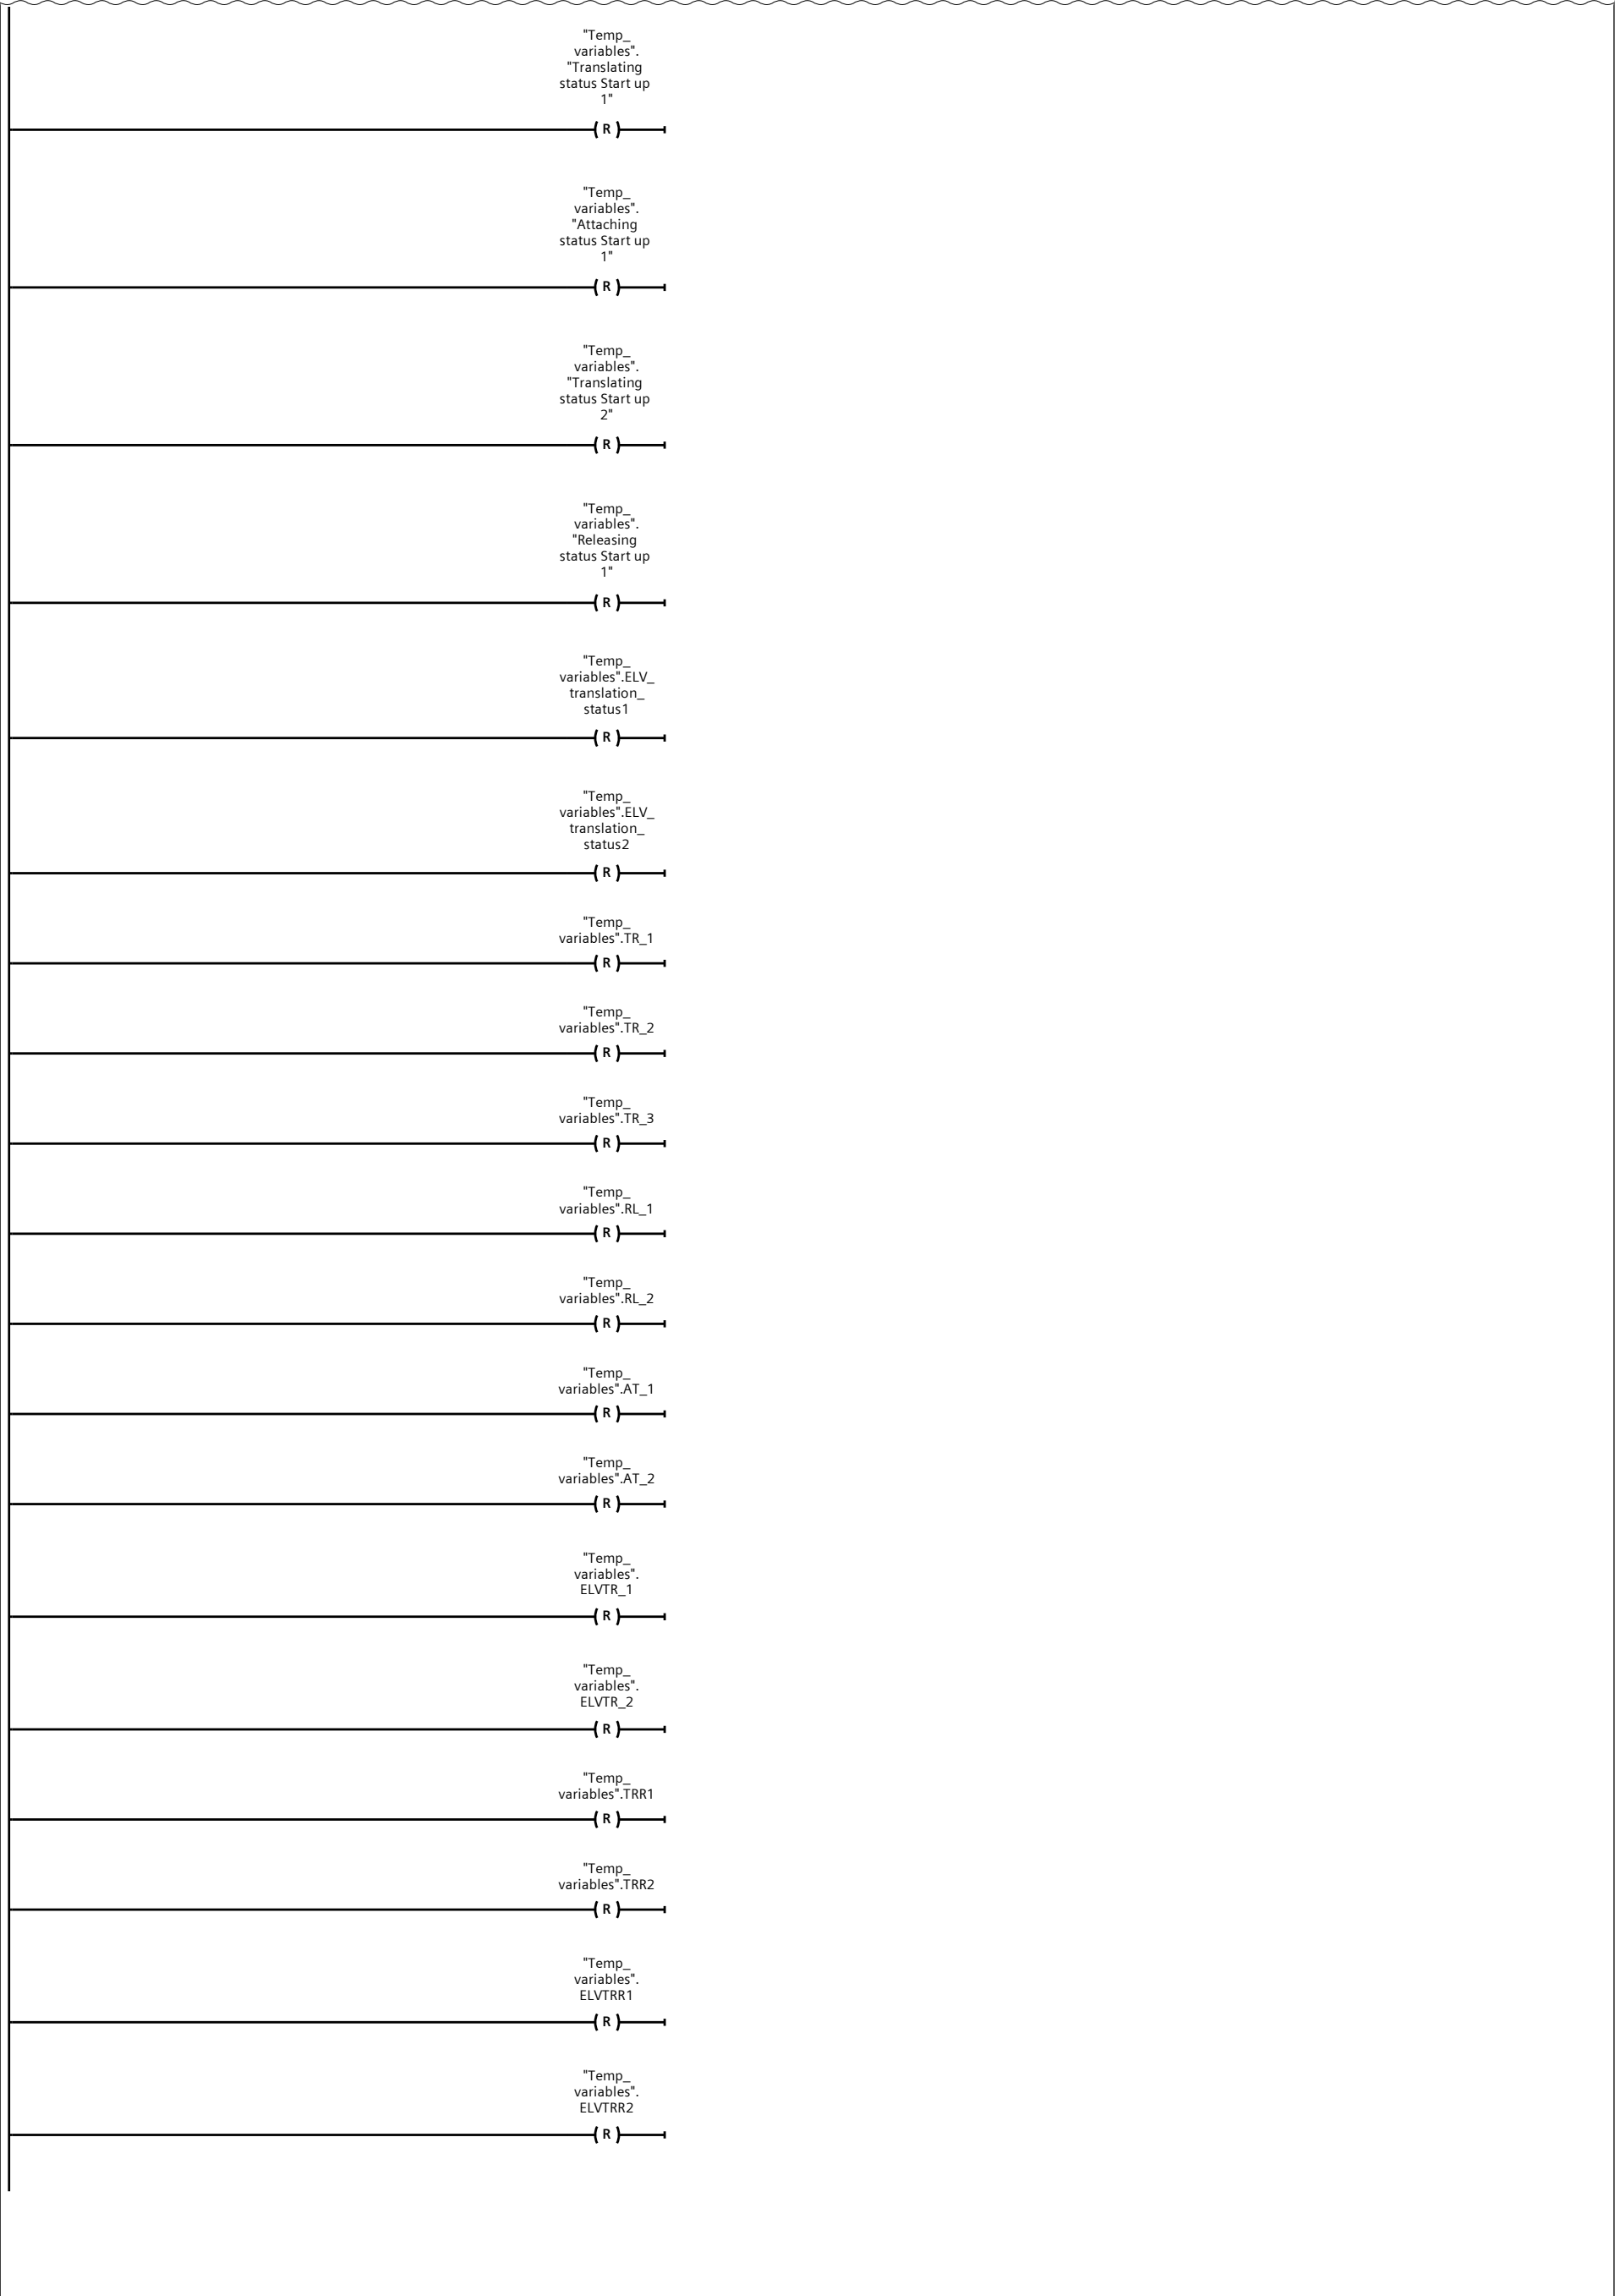 "Temp_
variables".
"Translating
status Start up
1"
( R )
"Temp_
variables".
"Attaching
status Start up
1"
( R )
"Temp_
variables".
"Translating
status Start up
2"
( R )
"Temp_
variables".
"Releasing
status Start up
1"
( R )
"Temp_
variables".ELV_
translation_
status1
( R )
"Temp_
variables".ELV_
translation_
status2
( R )
"Temp_
variables".TR_1
( R )
"Temp_
variables".TR_2
( R )
"Temp_
variables".TR_3
( R )
"Temp_
variables".RL_1
( R )
"Temp_
variables".RL_2
( R )
"Temp_
variables".AT_1
( R )
"Temp_
variables".AT_2
( R )
"Temp_
variables".
ELVTR_1
( R )
"Temp_
variables".
ELVTR_2
( R )
"Temp_
variables".TRR1
( R )
"Temp_
variables".TRR2
( R )
"Temp_
variables".
ELVTRR1
( R )
"Temp_
variables".
ELVTRR2
( R )